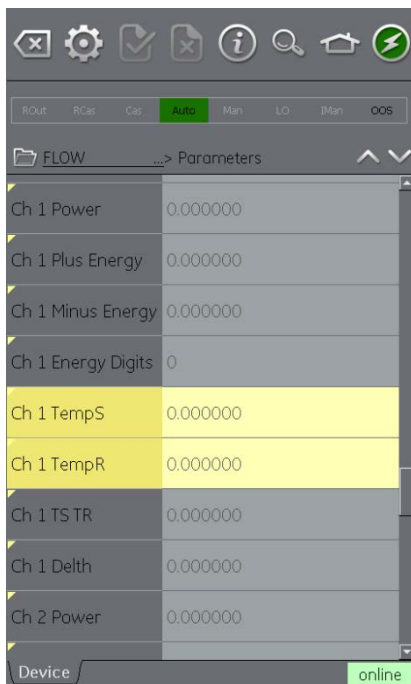 ROut RCas Cas Auto Man LO IMan OOS
FLOW ...> Parameters
Ch 1 Power 0.000000
Ch 1 Plus Energy 0.000000
Ch 1 Minus Energy 0.000000
Ch 1 Energy Digits 0
Ch 1 TempS 0.000000
Ch 1 TempR 0.000000
Ch 1 TS TR 0.000000
Ch 1 Delth 0.000000
Ch 2 Power 0.000000
Device online